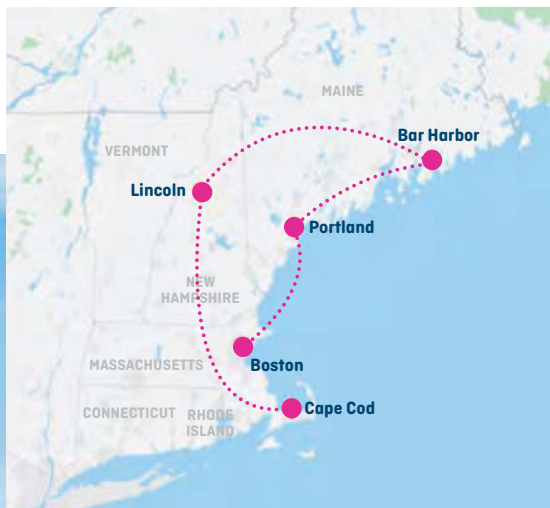 MAINE
Bar Harbor
VERMONT
Lincoln
Portland
NEW
HAMPSHIRE
Boston
MASSACHUSETTS
Cape Cod
CONNECTICUT
RHODE
ISLAND